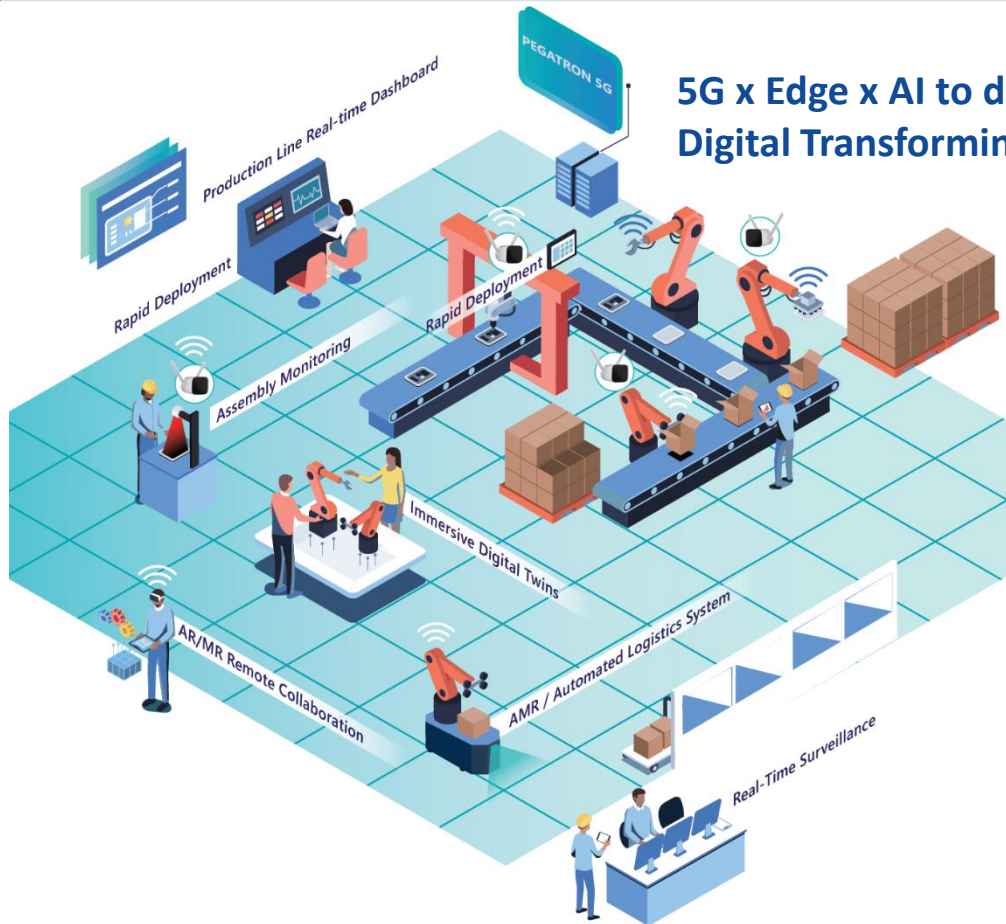 PEGATRON 5G
5G x Edge x AI to d
Digital Transformin
Production Line Real-time Dashboard
Rapid Deployment
Rapid Deployment
Assembly Monitoring
Immersive Digital Twins
AR/MR Remote Collaboration
AMR / Automated Logistics System
Real-Time Surveillance